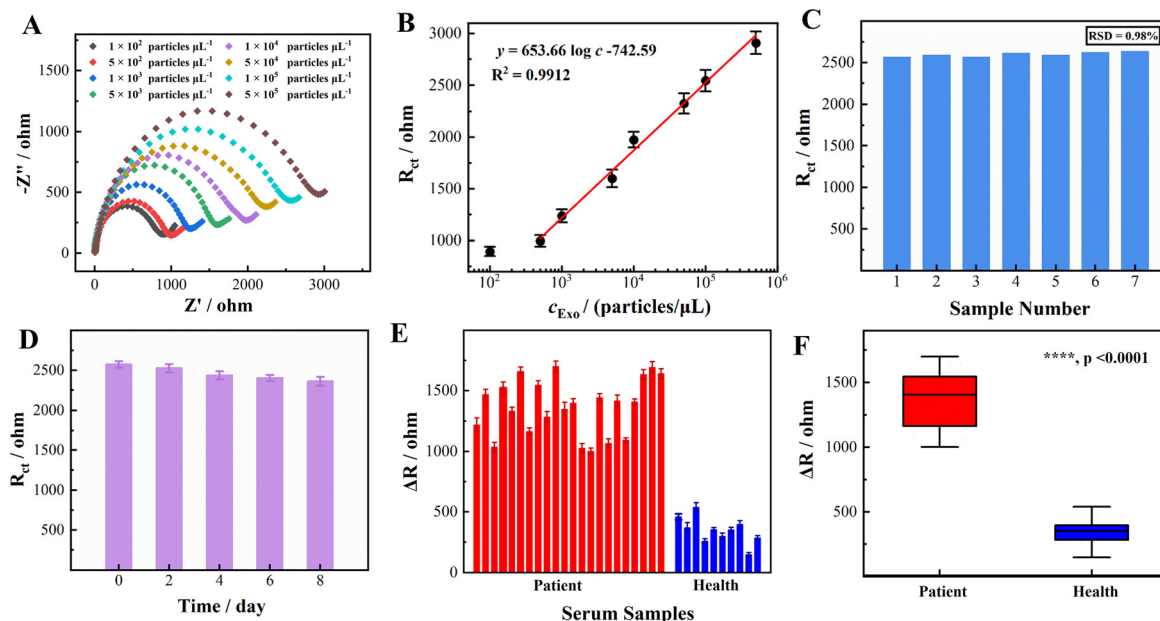 A
1 × 10² particles µL⁻¹
5 × 10² particles µL⁻¹
1 × 10³ particles µL⁻¹
5 × 10³ particles µL⁻¹
1 × 10⁴ particles µL⁻¹
5 × 10⁴ particles µL⁻¹
1 × 10⁵ particles µL⁻¹
5 × 10⁵ particles µL⁻¹
-1500
-1000
500
0
-Z'' / ohm
0 1000 2000 3000
Z' / ohm
B
y = 653.66 log c -742.59
R² = 0.9912
3000
2500
2000
1500
1000
R_ct / ohm
10² 10³ 10⁴ 10⁵ 10⁶
c_Exo / (particles/µL)
C
RSD = 0.98%
2500
2000
1500
1000
500
0
R_ct / ohm
1 2 3 4 5 6 7
Sample Number
D
2500
2000
2500
1000
500
0
R_ct / ohm
0 2 4 6 8
Time / day
E
1500
1000
500
0
ΔR / ohm
Patient Health
Serum Samples
F
****, p <0.0001
1500
1000
500
ΔR / ohm
Patient Health